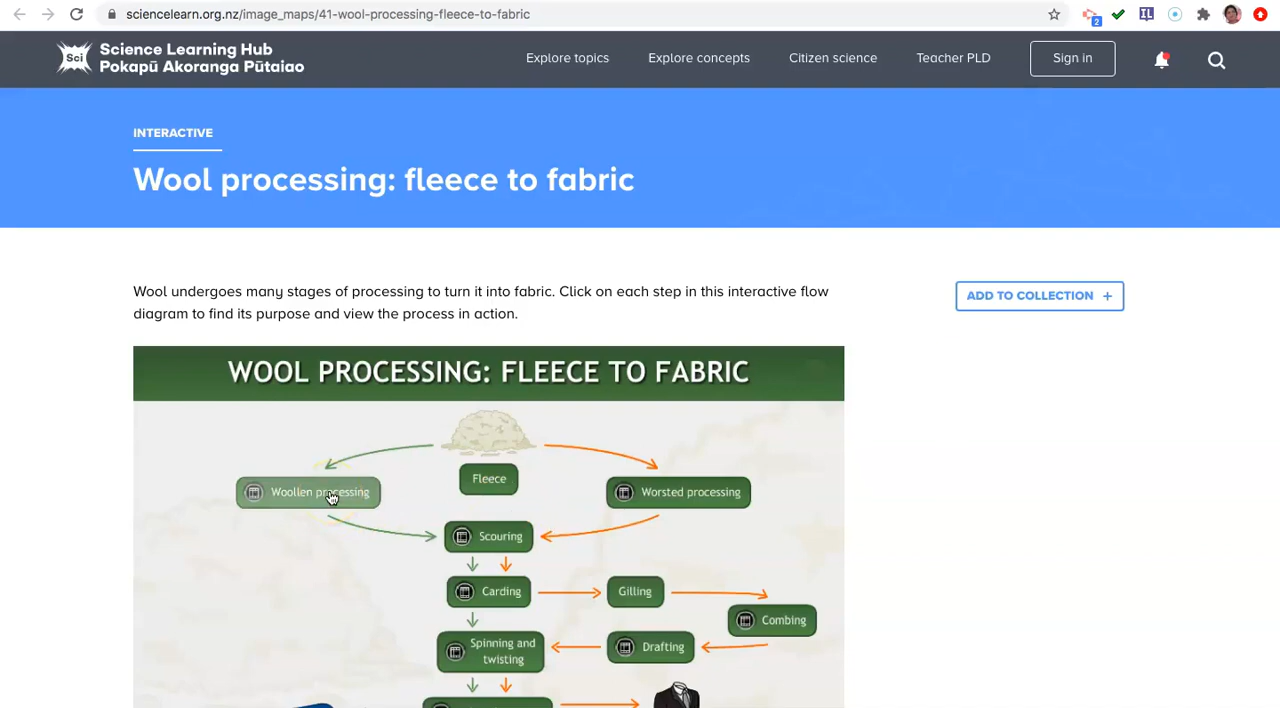 sciencelearn.org.nz/image_maps/41-wool-processing-fleece-to-fabric
2
IL
Sci
Science Learning Hub
Pokapū Akoranga Pūtaiao
Explore topics
Explore concepts
Citizen science
Teacher PLD
Sign in
INTERACTIVE
Wool processing: fleece to fabric
Wool undergoes many stages of processing to turn it into fabric. Click on each step in this interactive flow
diagram to find its purpose and view the process in action.
ADD TO COLLECTION +
WOOL PROCESSING: FLEECE TO FABRIC
Fleece
Woollen processing
Worsted processing
Scouring
Carding
Gilling
Combing
Spinning and
twisting
Drafting